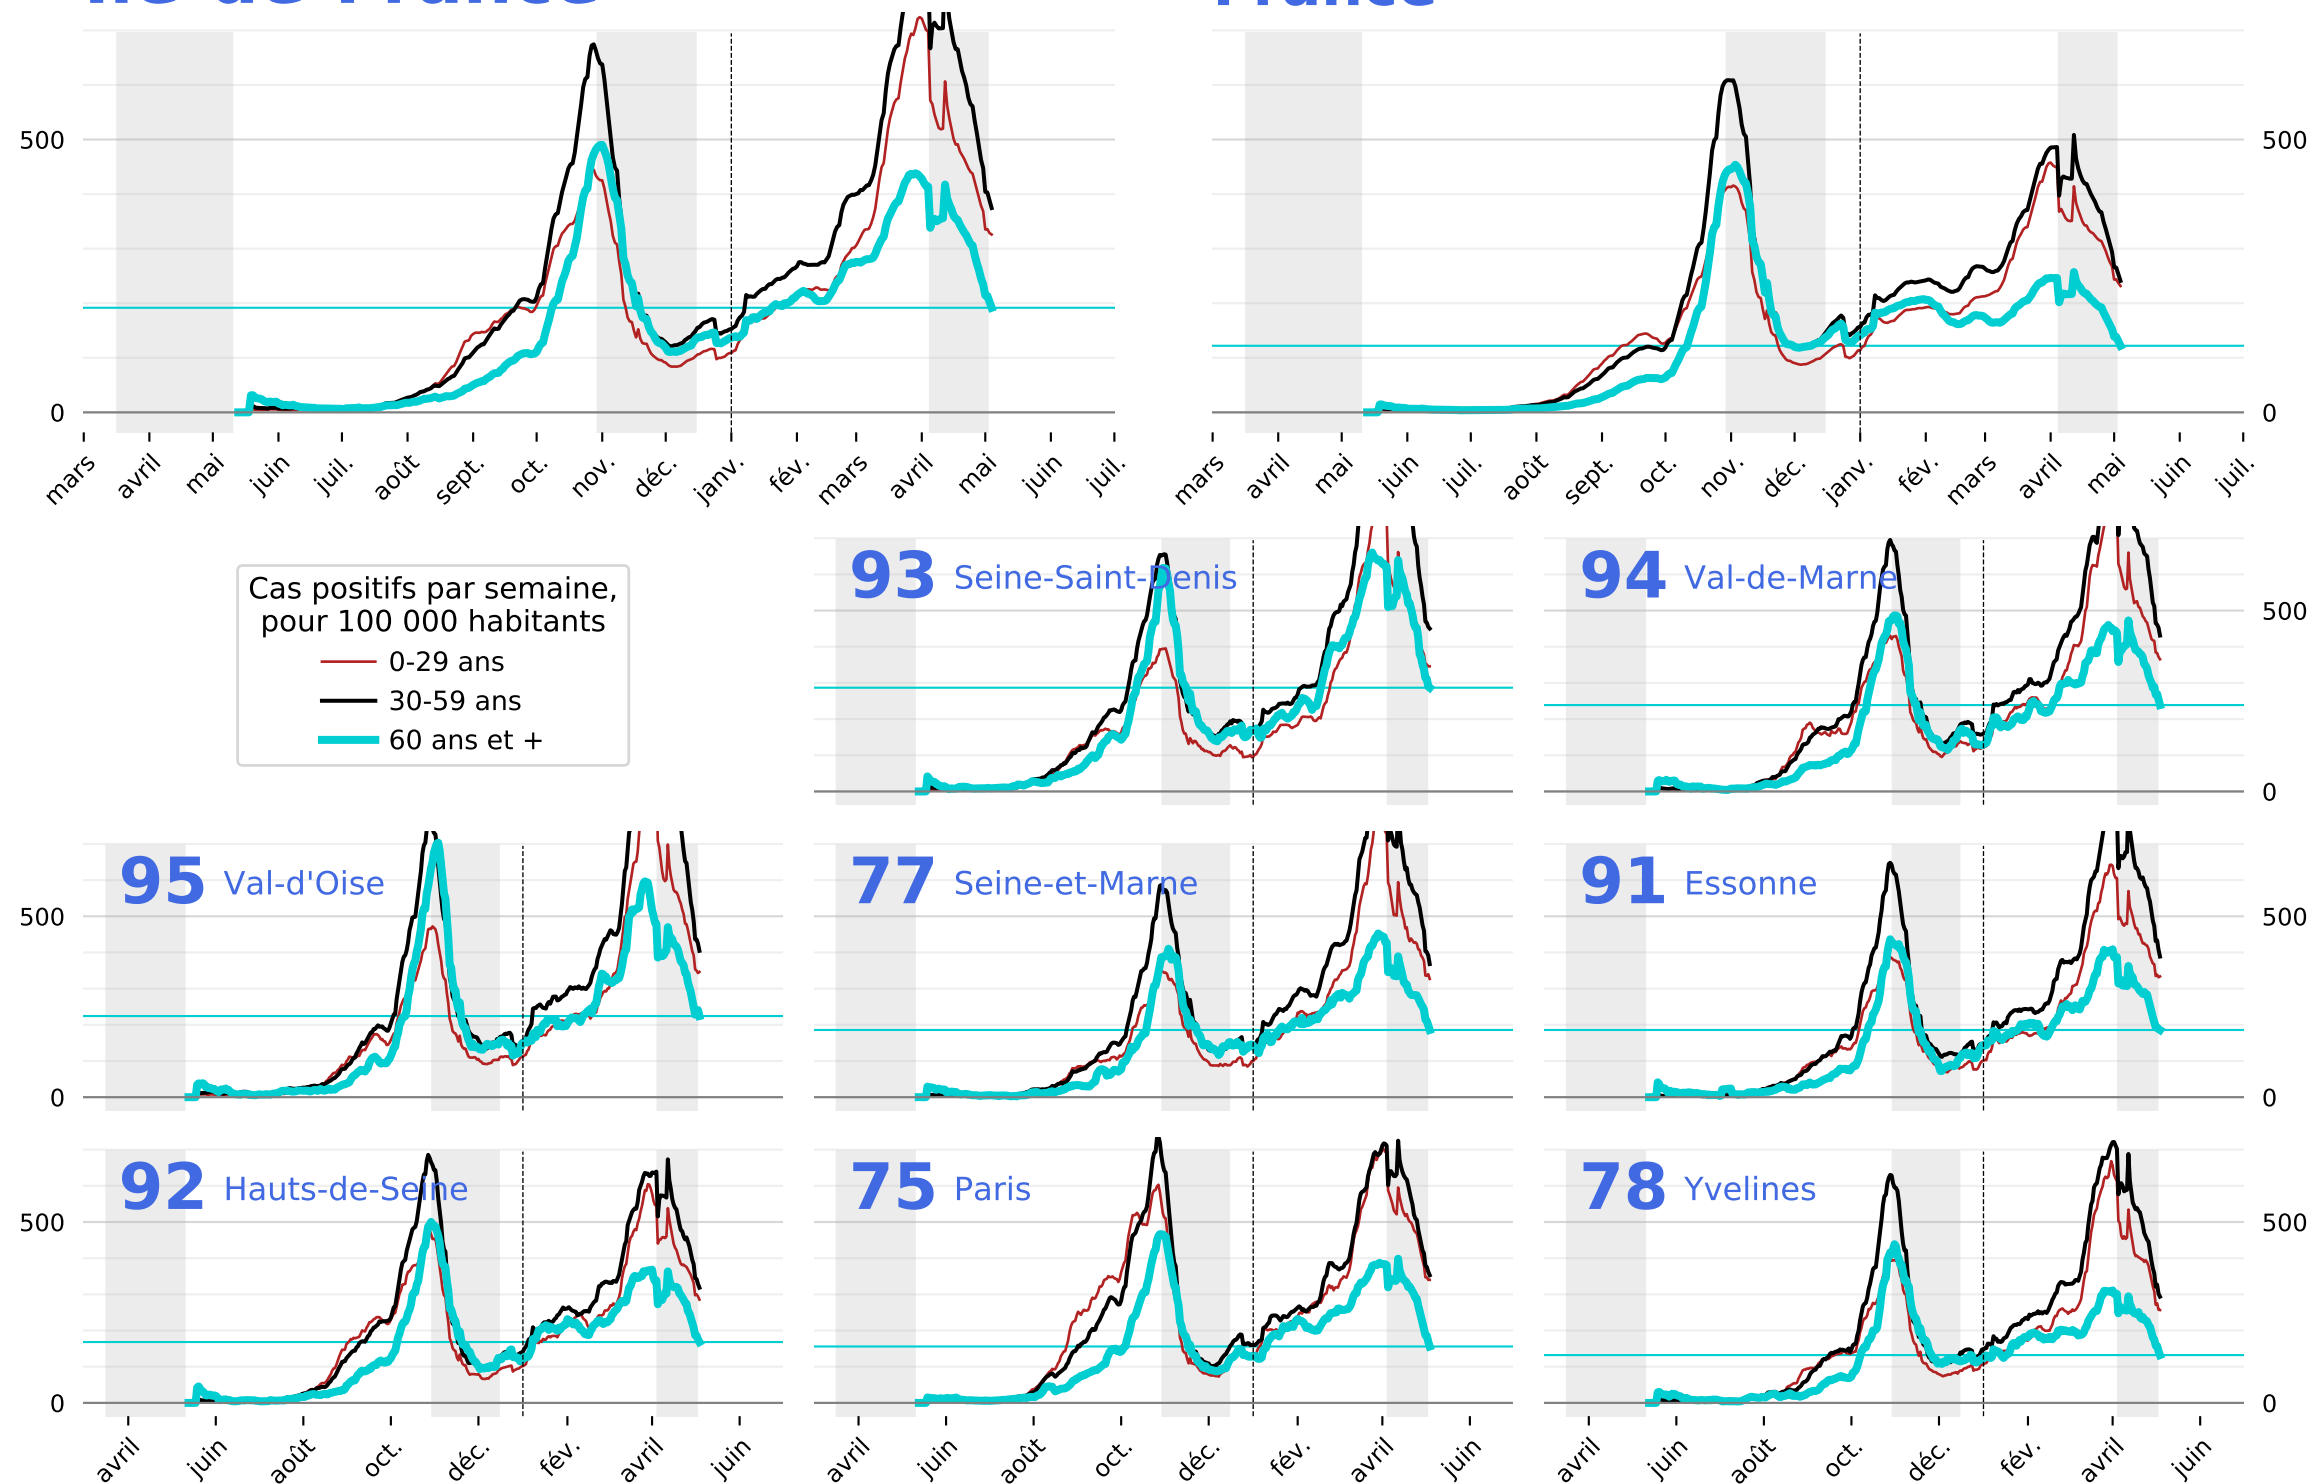 Île de France
France
500
500
0
0
mars avril mai juin juil. août sept. oct. nov. déc. janv. fév. mars avril mai juin juil.
mars avril mai juin juil. août sept. oct. nov. déc. janv. fév. mars avril mai juin juil.
Cas positifs par semaine,
pour 100 000 habitants
0-29 ans
30-59 ans
60 ans et +
93 Seine-Saint-Denis
94 Val-de-Marne
500
0
95 Val-d'Oise
77 Seine-et-Marne
91 Essonne
500
500
0
0
92 Hauts-de-Seine
75 Paris
78 Yvelines
500
500
0
0
avril juin août oct. déc. fév. avril juin
avril juin août oct. déc. fév. avril juin
avril juin août oct. déc. fév. avril juin